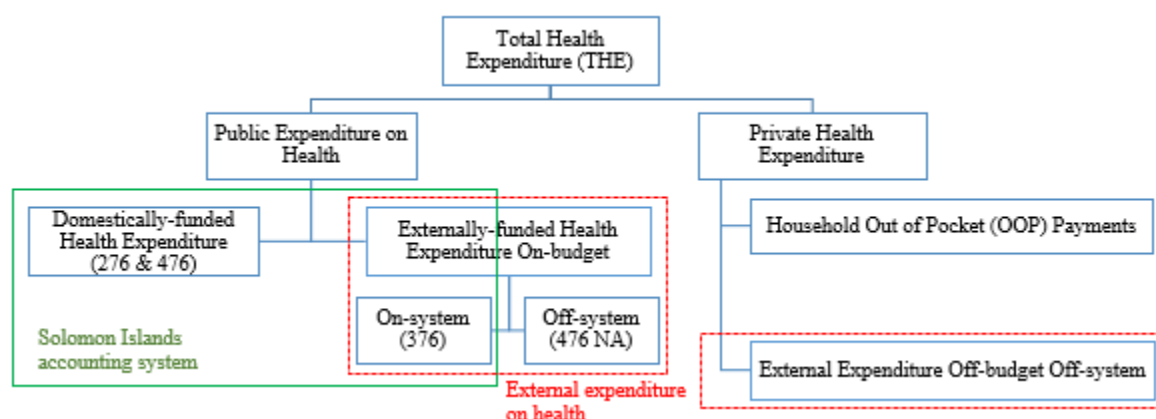 Total Health
Expenditure (THE)
Public Expenditure on
Health
Private Health
Expenditure
Domestically-funded
Health Expenditure
(276 & 476)
Externally-funded Health
Expenditure On-budget
Household Out of Pocket (OOP) Payments
On-system
(376)
Off-system
(476 NA)
Solomon Islands
accounting system
External Expenditure Off-budget Off-system
External expenditure
on health